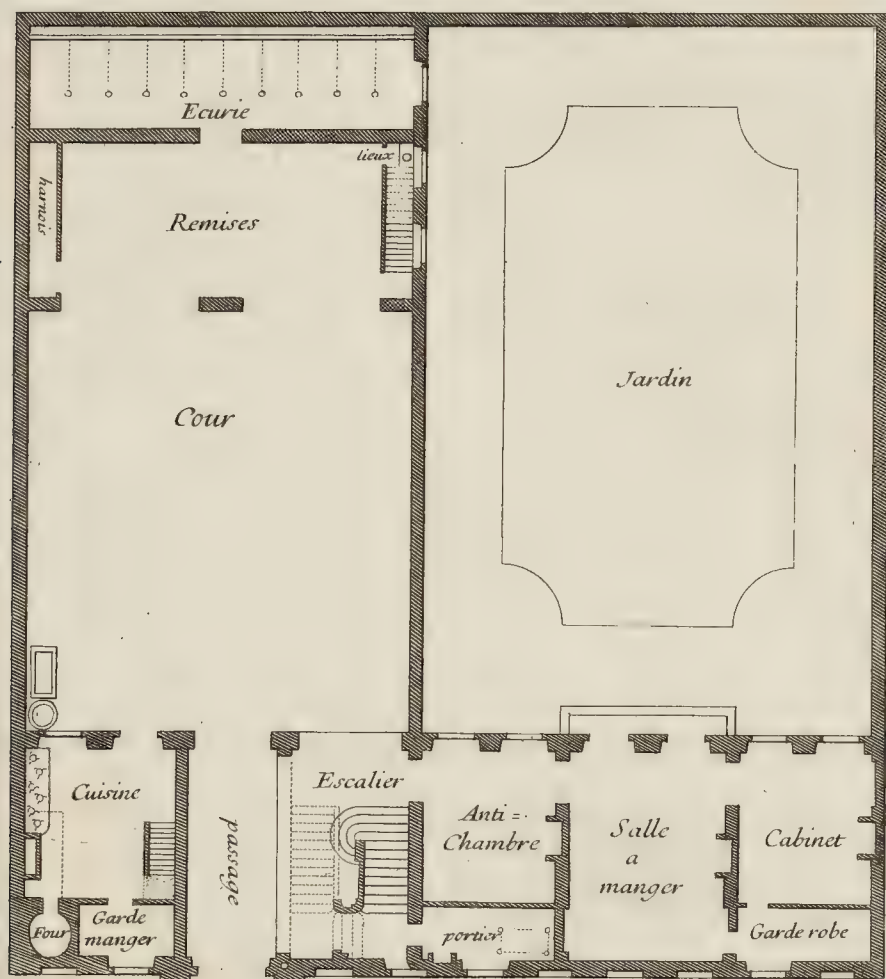 Ecurie
lieux
harnois
Remises
Cour
Jardin
Escalier
Cuisine
Anti =
Chambre
Salle
a
manger
Cabinet
passage
Four
Garde
manger
portier
Garde robe